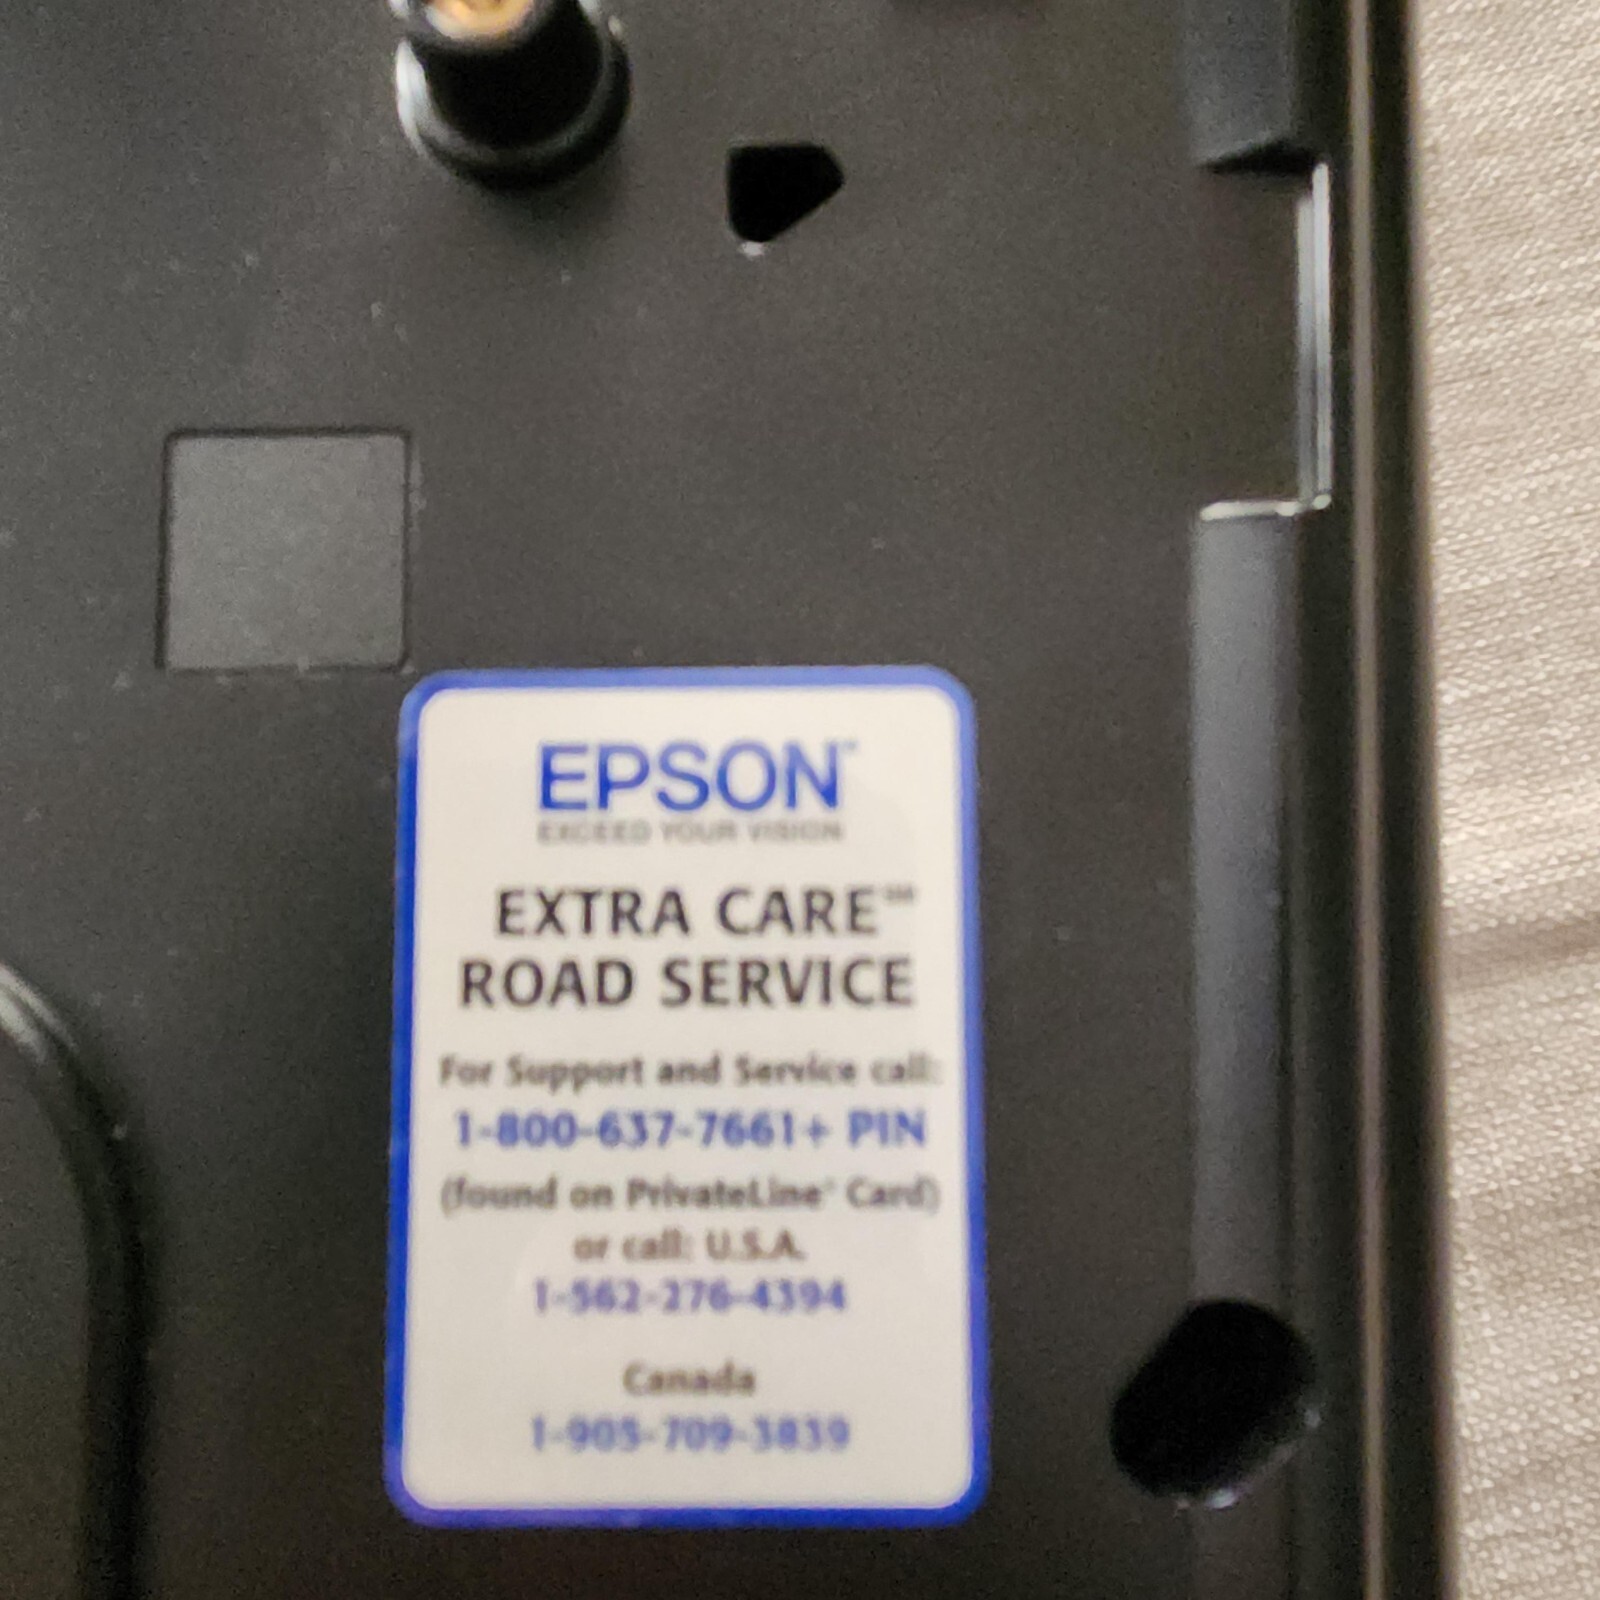 EPSON™
EXCEED YOUR VISION
EXTRA CARE℠
ROAD SERVICE
For Support and Service call:
1-800-637-7661+ PIN
(found on PrivateLine® Card)
or call: U.S.A.
1-562-276-4394
Canada
1-905-709-3839